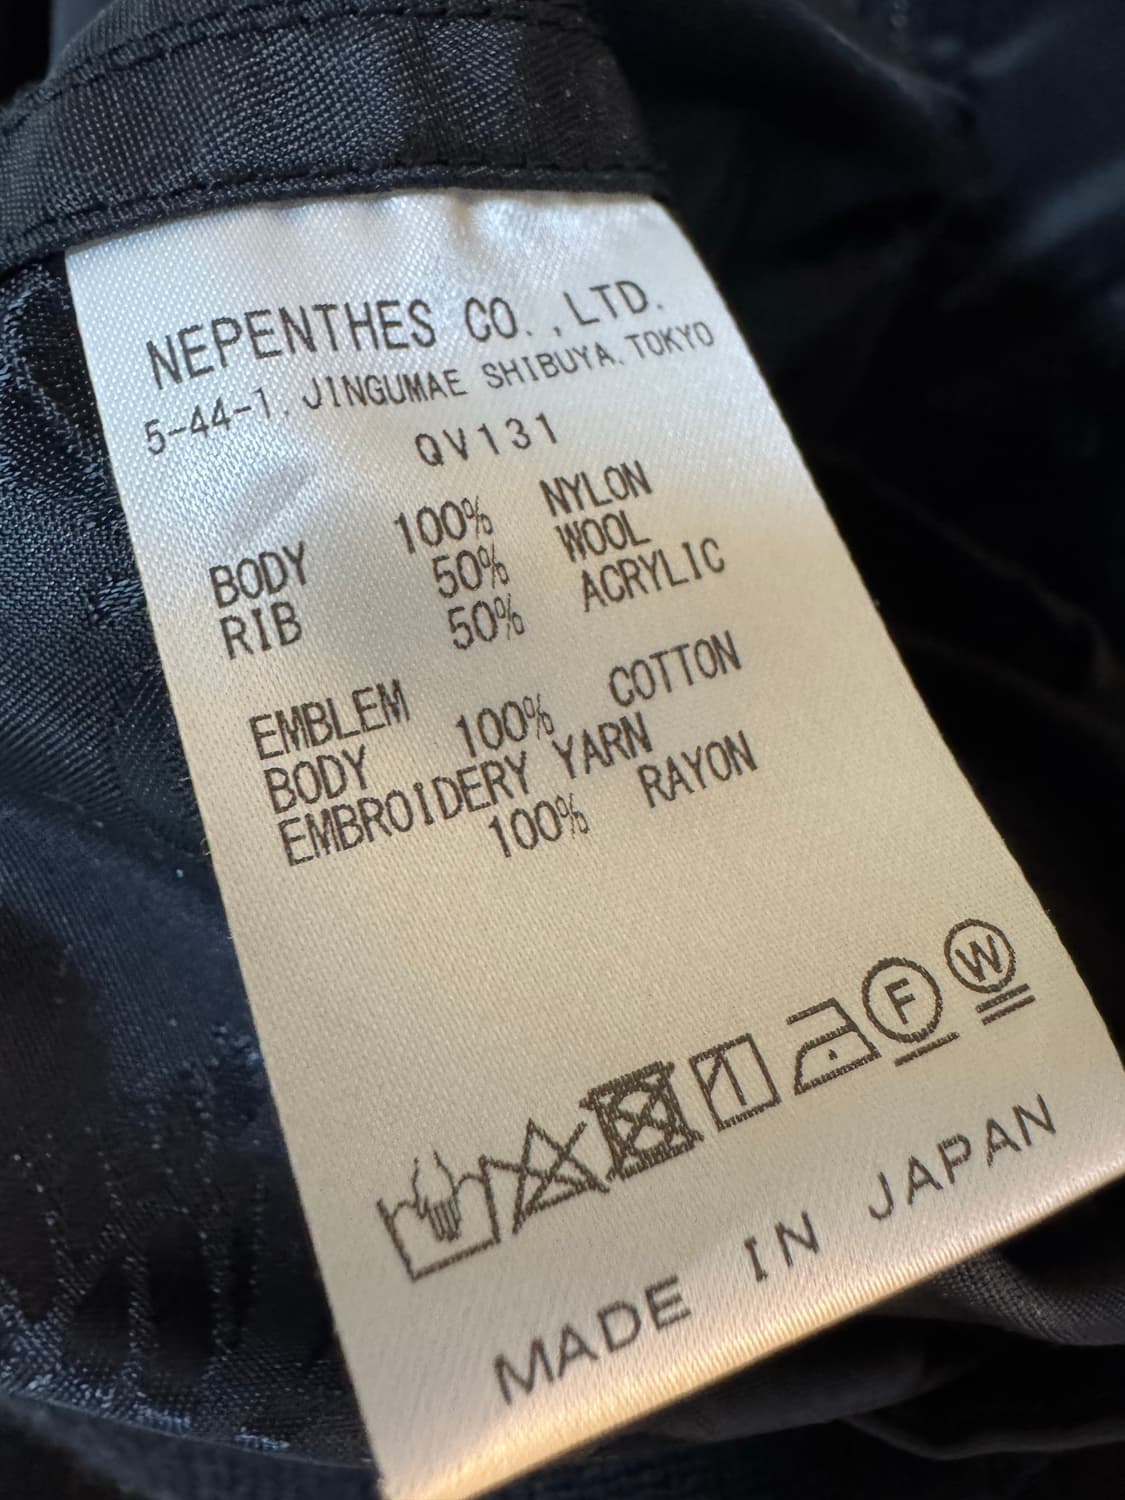 NEPENTHES CO.,LTD.
5-44-1, JINGUMAE SHIBUYA, TOKYO
QV131
BODY 100% NYLON
RIB 50% WOOL
50% ACRYLIC
EMBLEM
BODY 100% COTTON
EMBROIDERY YARN
100% RAYON
F W
MADE IN JAPAN